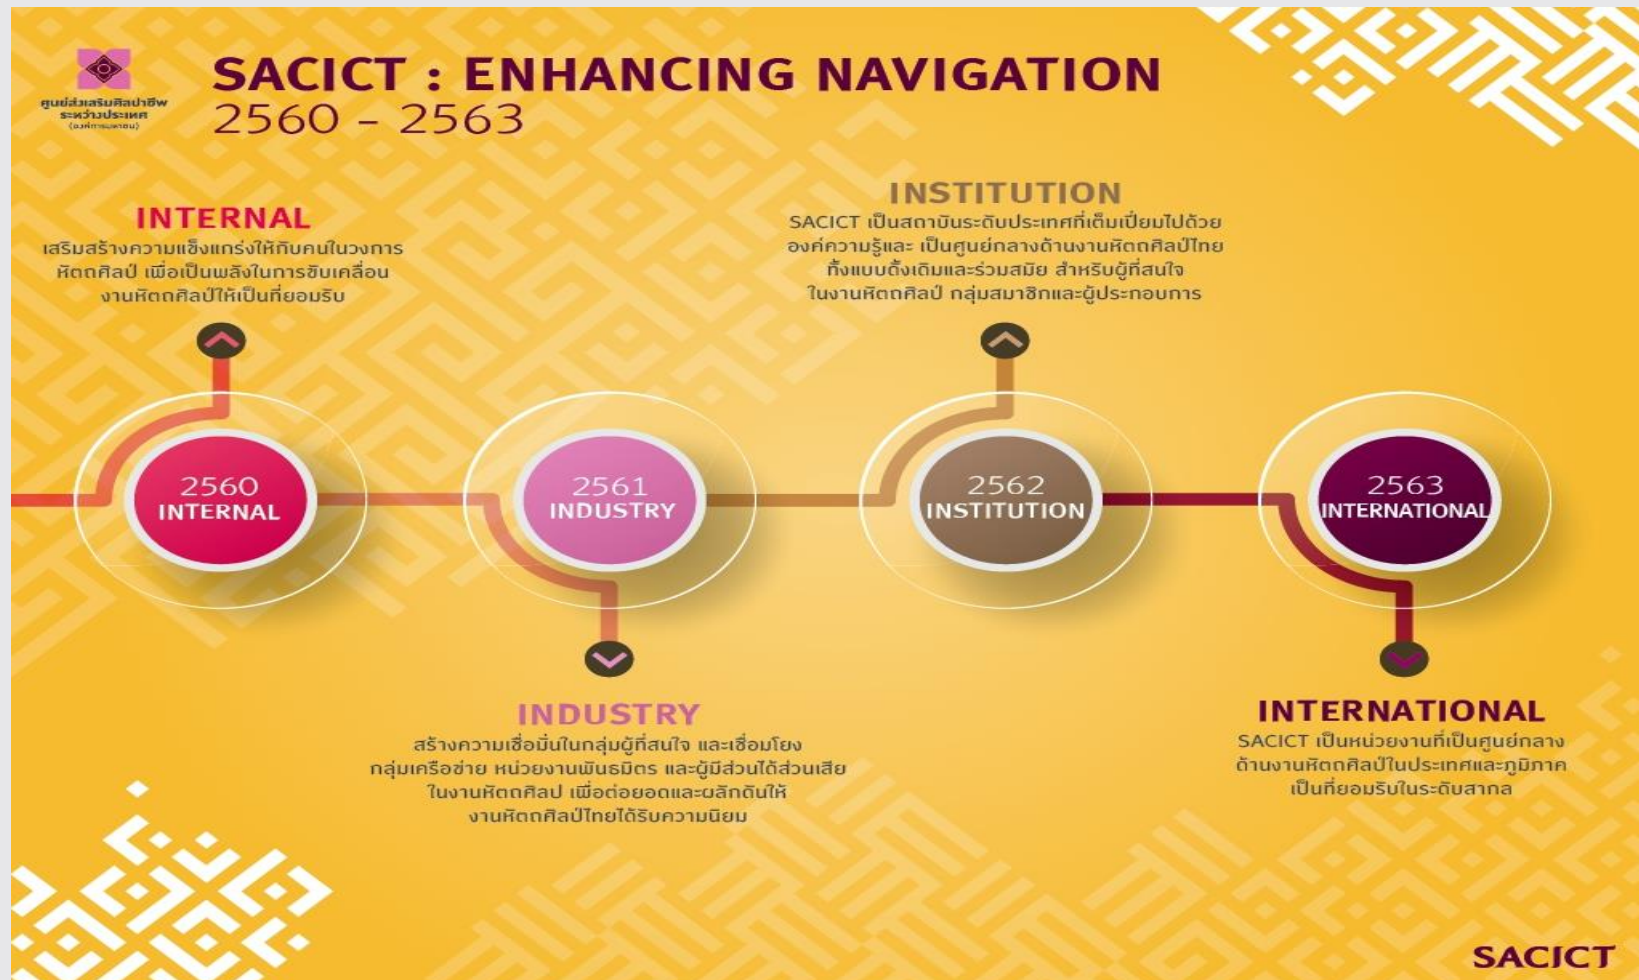 ศูนย์ส่งเสริมศิลปาชีพ
ระหว่างประเทศ
(องค์การมหาชน)
SACICT : ENHANCING NAVIGATION
2560 - 2563
INTERNAL
เสริมสร้างความแข็งแกร่งให้กับคนในวงการ
หัตถศิลป์ เพื่อเป็นพลังในการขับเคลื่อน
งานหัตถศิลป์ให้เป็นที่ยอมรับ
INSTITUTION
SACICT เป็นสถาบันระดับประเทศที่เต็มเปี่ยมไปด้วย
องค์ความรู้และ เป็นศูนย์กลางด้านงานหัตถศิลป์ไทย
ทั้งแบบดั้งเดิมและร่วมสมัย สำหรับผู้ที่สนใจ
ในงานหัตถศิลป์ กลุ่มสมาชิกและผู้ประกอบการ
2560
INTERNAL
2561
INDUSTRY
2562
INSTITUTION
2563
INTERNATIONAL
INDUSTRY
สร้างความเชื่อมั่นในกลุ่มผู้ที่สนใจ และเชื่อมโยง
กลุ่มเครือข่าย หน่วยงานพันธมิตร และผู้มีส่วนได้ส่วนเสีย
ในงานหัตถศิลป เพื่อต่อยอดและผลักดันให้
งานหัตถศิลป์ไทยได้รับความนิยม
INTERNATIONAL
SACICT เป็นหน่วยงานที่เป็นศูนย์กลาง
ด้านงานหัตถศิลป์ในประเทศและภูมิภาค
เป็นที่ยอมรับในระดับสากล
SACICT